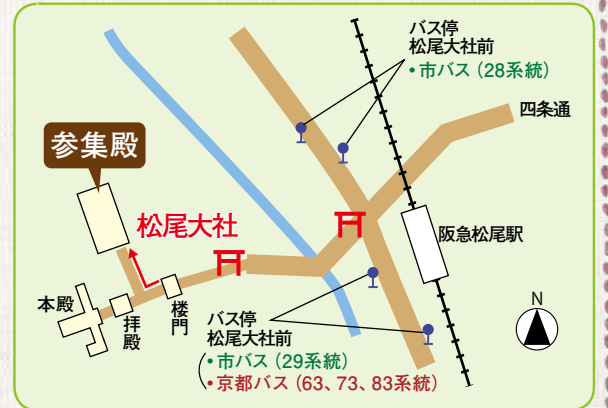 バス停
松尾大社前
•市バス（28系統）
四条通
参集殿
松尾大社
阪急松尾駅
本殿
拝殿
楼門
バス停
松尾大社前
•市バス（29系統）
•京都バス（63、73、83系統）
N